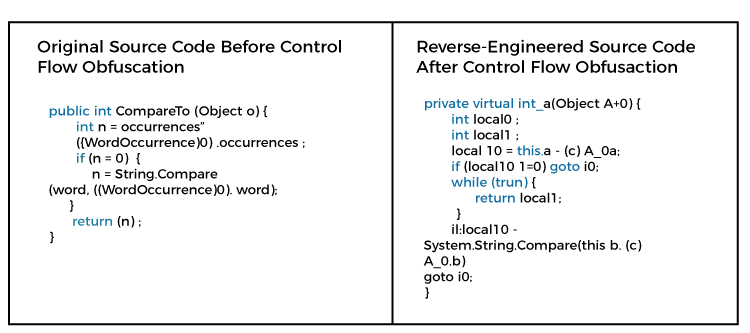 Original Source Code Before Control
Flow Obfuscation
public int CompareTo (Object o) {
int n = occurrences”
((WordOccurrence)0) .occurrences ;
if (n = 0) {
n = String.Compare
(word, ((WordOccurrence)0). word);
}
return (n) ;
}
Reverse-Engineered Source Code
After Control Flow Obfusaction
private virtual int_a(Object A+0) {
int local0 ;
int local1 ;
local 10 = this.a - (c) A_0a;
if (local10 1=0) goto i0;
while (trun) {
return local1;
}
il:local10 -
System.String.Compare(this b. (c)
A_0.b)
goto i0;
}